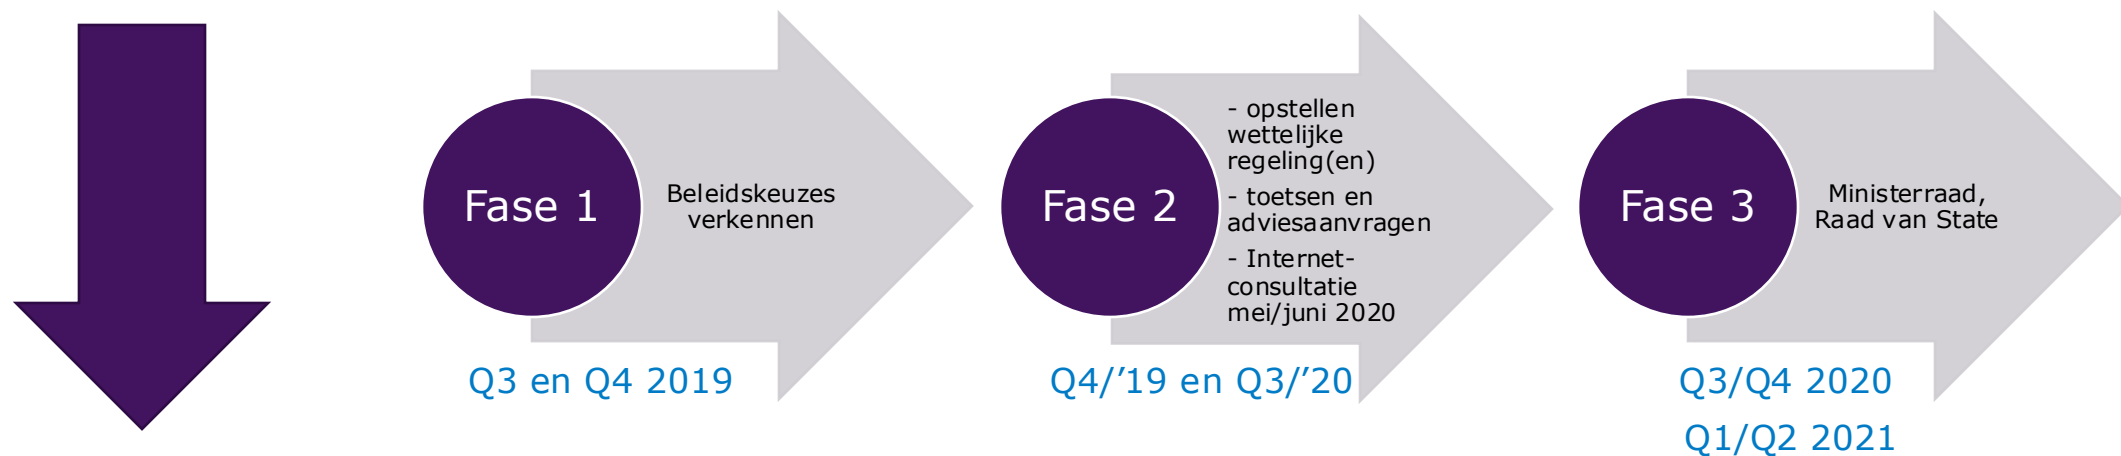 Fase 1
Beleidskeuzes
verkennen
Q3 en Q4 2019
Fase 2
- opstellen
wettelijke
regeling(en)
- toetsen en
adviesaanvragen
- Internet-
consultatie
mei/juni 2020
Q4/’19 en Q3/’20
Fase 3
Ministerraad,
Raad van State
Q3/Q4 2020
Q1/Q2 2021